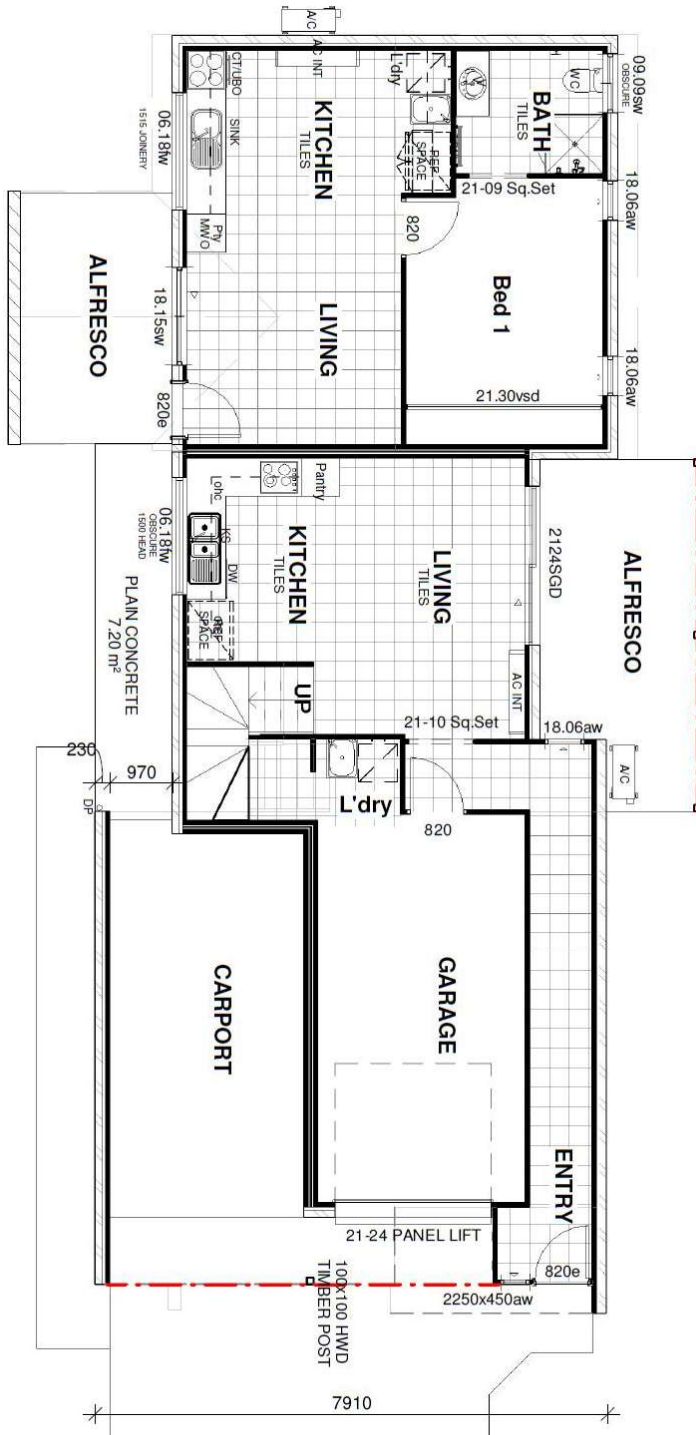 A/C
AC INT
CT/UBO
SINK
06.18fw
1515 JOINERY
KITCHEN
TILES
L'dry
REF
SPACE
WC
BATH
TILES
09.09sw
OBSCURE
21-09 Sq.Set
18.06aw
820
Pty
MWO
ALFRESCO
18.15sw
LIVING
Bed 1
18.06aw
21.30vsd
820e
ohc
Pantry
06.18fw
OBSCURE
1500 HEAD
KS
DW
KITCHEN
TILES
LIVING
TILES
2124SGD
ALFRESCO
PLAIN CONCRETE
7.20 m²
REF
SPACE
UP
AC INT
21-10 Sq.Set
18.06aw
A/C
230
970
DP
L'dry
820
CARPORT
GARAGE
ENTRY
21-24 PANEL LIFT
820e
2250x450aw
100x100 HWD
TIMBER POST
7910